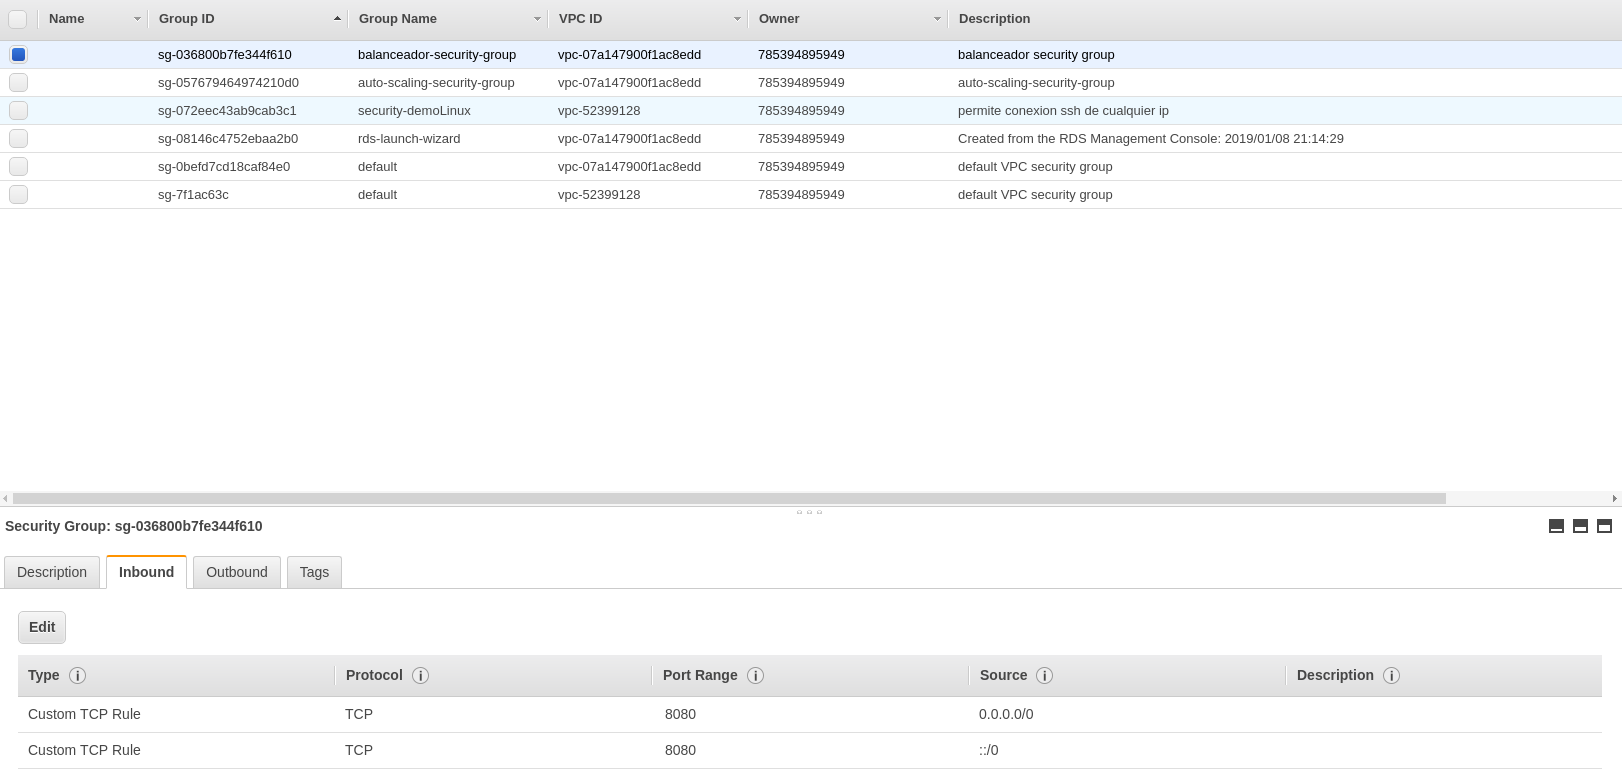 Name Group ID Group Name VPC ID Owner Description
sg-036800b7fe344f610 balanceador-security-group vpc-07a147900f1ac8edd 785394895949 balanceador security group
sg-057679464974210d0 auto-scaling-security-group vpc-07a147900f1ac8edd 785394895949 auto-scaling-security-group
sg-072eec43ab9cab3c1 security-demoLinux vpc-52399128 785394895949 permite conexion ssh de cualquier ip
sg-08146c4752ebaa2b0 rds-launch-wizard vpc-07a147900f1ac8edd 785394895949 Created from the RDS Management Console: 2019/01/08 21:14:29
sg-0befd7cd18caf84e0 default vpc-07a147900f1ac8edd 785394895949 default VPC security group
sg-7f1ac63c default vpc-52399128 785394895949 default VPC security group
Security Group: sg-036800b7fe344f610
Description Inbound Outbound Tags
Edit
Type i Protocol i Port Range i Source i Description i
Custom TCP Rule TCP 8080 0.0.0.0/0
Custom TCP Rule TCP 8080 ::/0